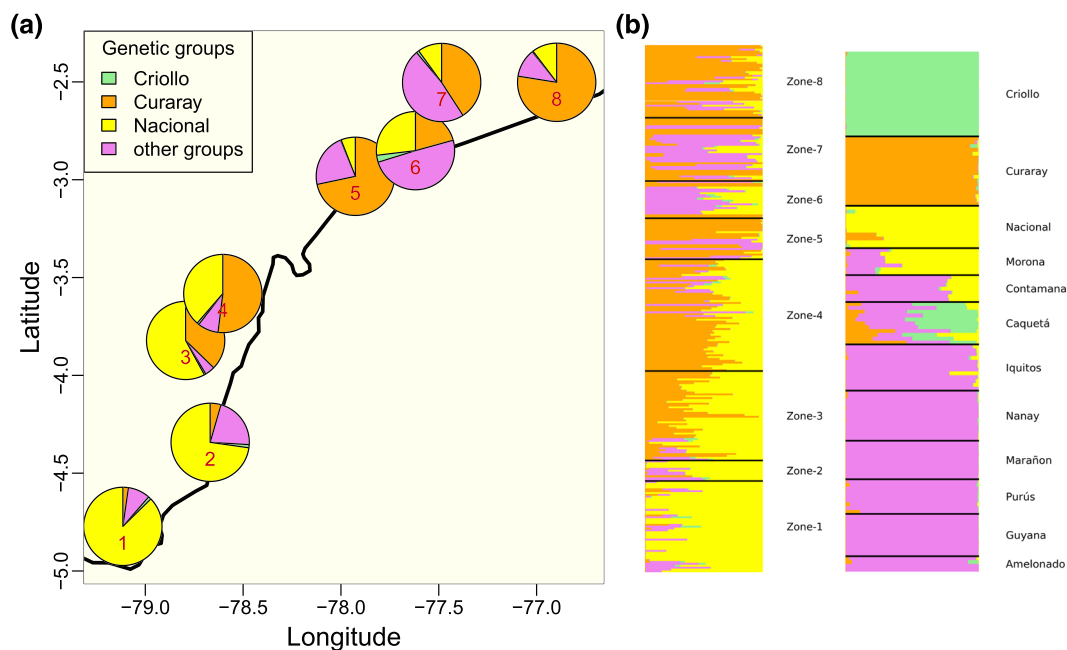 (a)
Genetic groups
Criollo
Curaray
Nacional
other groups
Latitude
−2.5
−3.0
−3.5
−4.0
−4.5
−5.0
7
8
6
5
4
3
2
1
−79.0
−78.5
−78.0
−77.5
−77.0
Longitude
(b)
Zone-8
Zone-7
Zone-6
Zone-5
Zone-4
Zone-3
Zone-2
Zone-1
Criollo
Curaray
Nacional
Morona
Contamana
Caquetá
Iquitos
Nanay
Marañon
Purús
Guyana
Amelonado